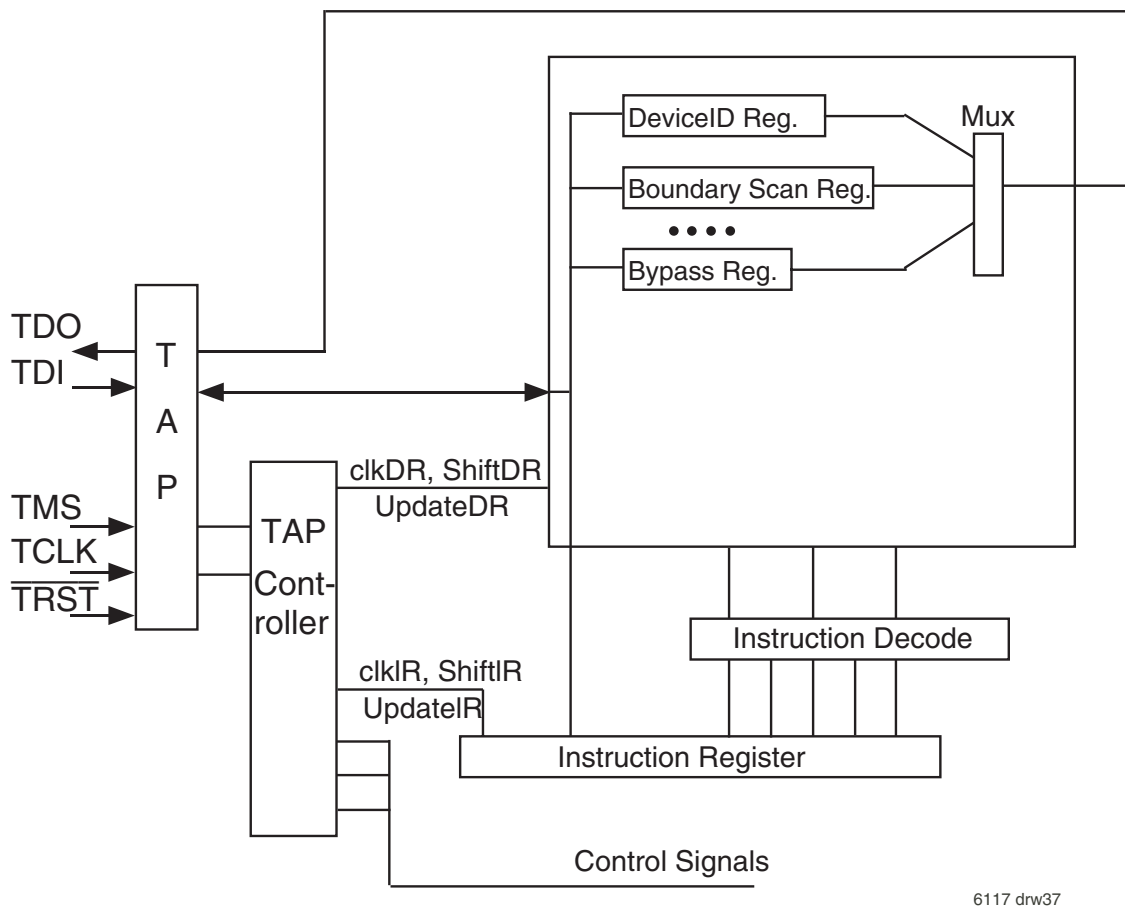 DeviceID Reg.
Mux
Boundary Scan Reg.
Bypass Reg.
TDO
TDI
T
A
P
TMS
TCLK
TRST
clkDR, ShiftDR
UpdateDR
TAP
Cont-
roller
Instruction Decode
clkIR, ShiftIR
UpdateIR
Instruction Register
Control Signals
6117 drw37